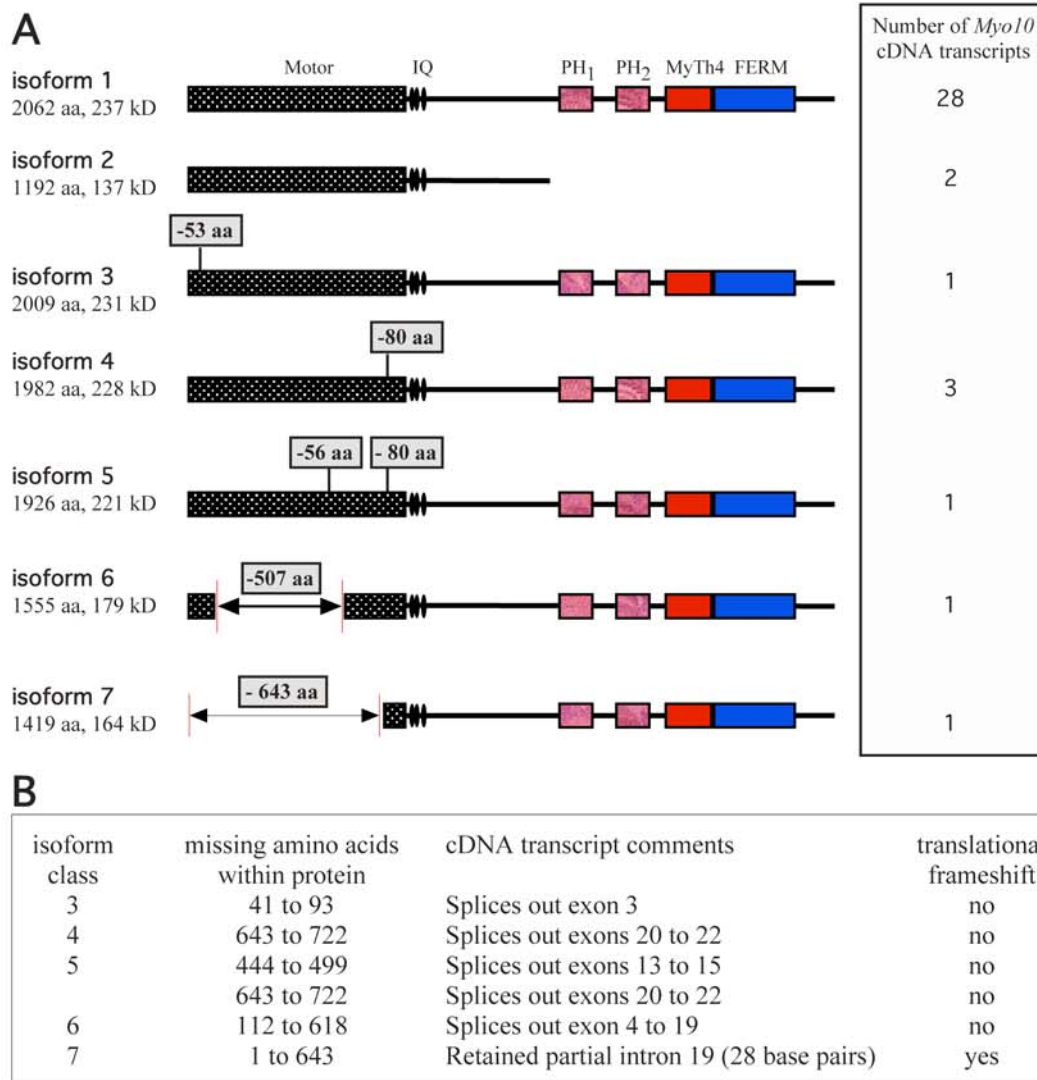 A
Number of Myo10
cDNA transcripts
Motor IQ PH1 PH2 MyTh4 FERM
isoform 1
2062 aa, 237 kD
28
isoform 2
1192 aa, 137 kD
2
-53 aa
isoform 3
2009 aa, 231 kD
1
-80 aa
isoform 4
1982 aa, 228 kD
3
-56 aa - 80 aa
isoform 5
1926 aa, 221 kD
1
isoform 6
-507 aa
1555 aa, 179 kD
1
- 643 aa
isoform 7
1419 aa, 164 kD
1
B
isoform missing amino acids cDNA transcript comments translationa
class within protein frameshift
3 41 to 93 Splices out exon 3 no
4 643 to 722 Splices out exons 20 to 22 no
5 444 to 499 Splices out exons 13 to 15 no
643 to 722 Splices out exons 20 to 22 no
6 112 to 618 Splices out exon 4 to 19 no
7 1 to 643 Retained partial intron 19 (28 base pairs) yes